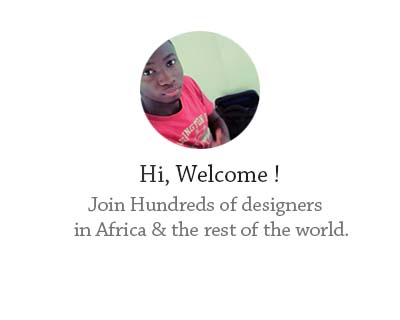 Hi, Welcome !
Join Hundreds of designers
in Africa & the rest of the world.